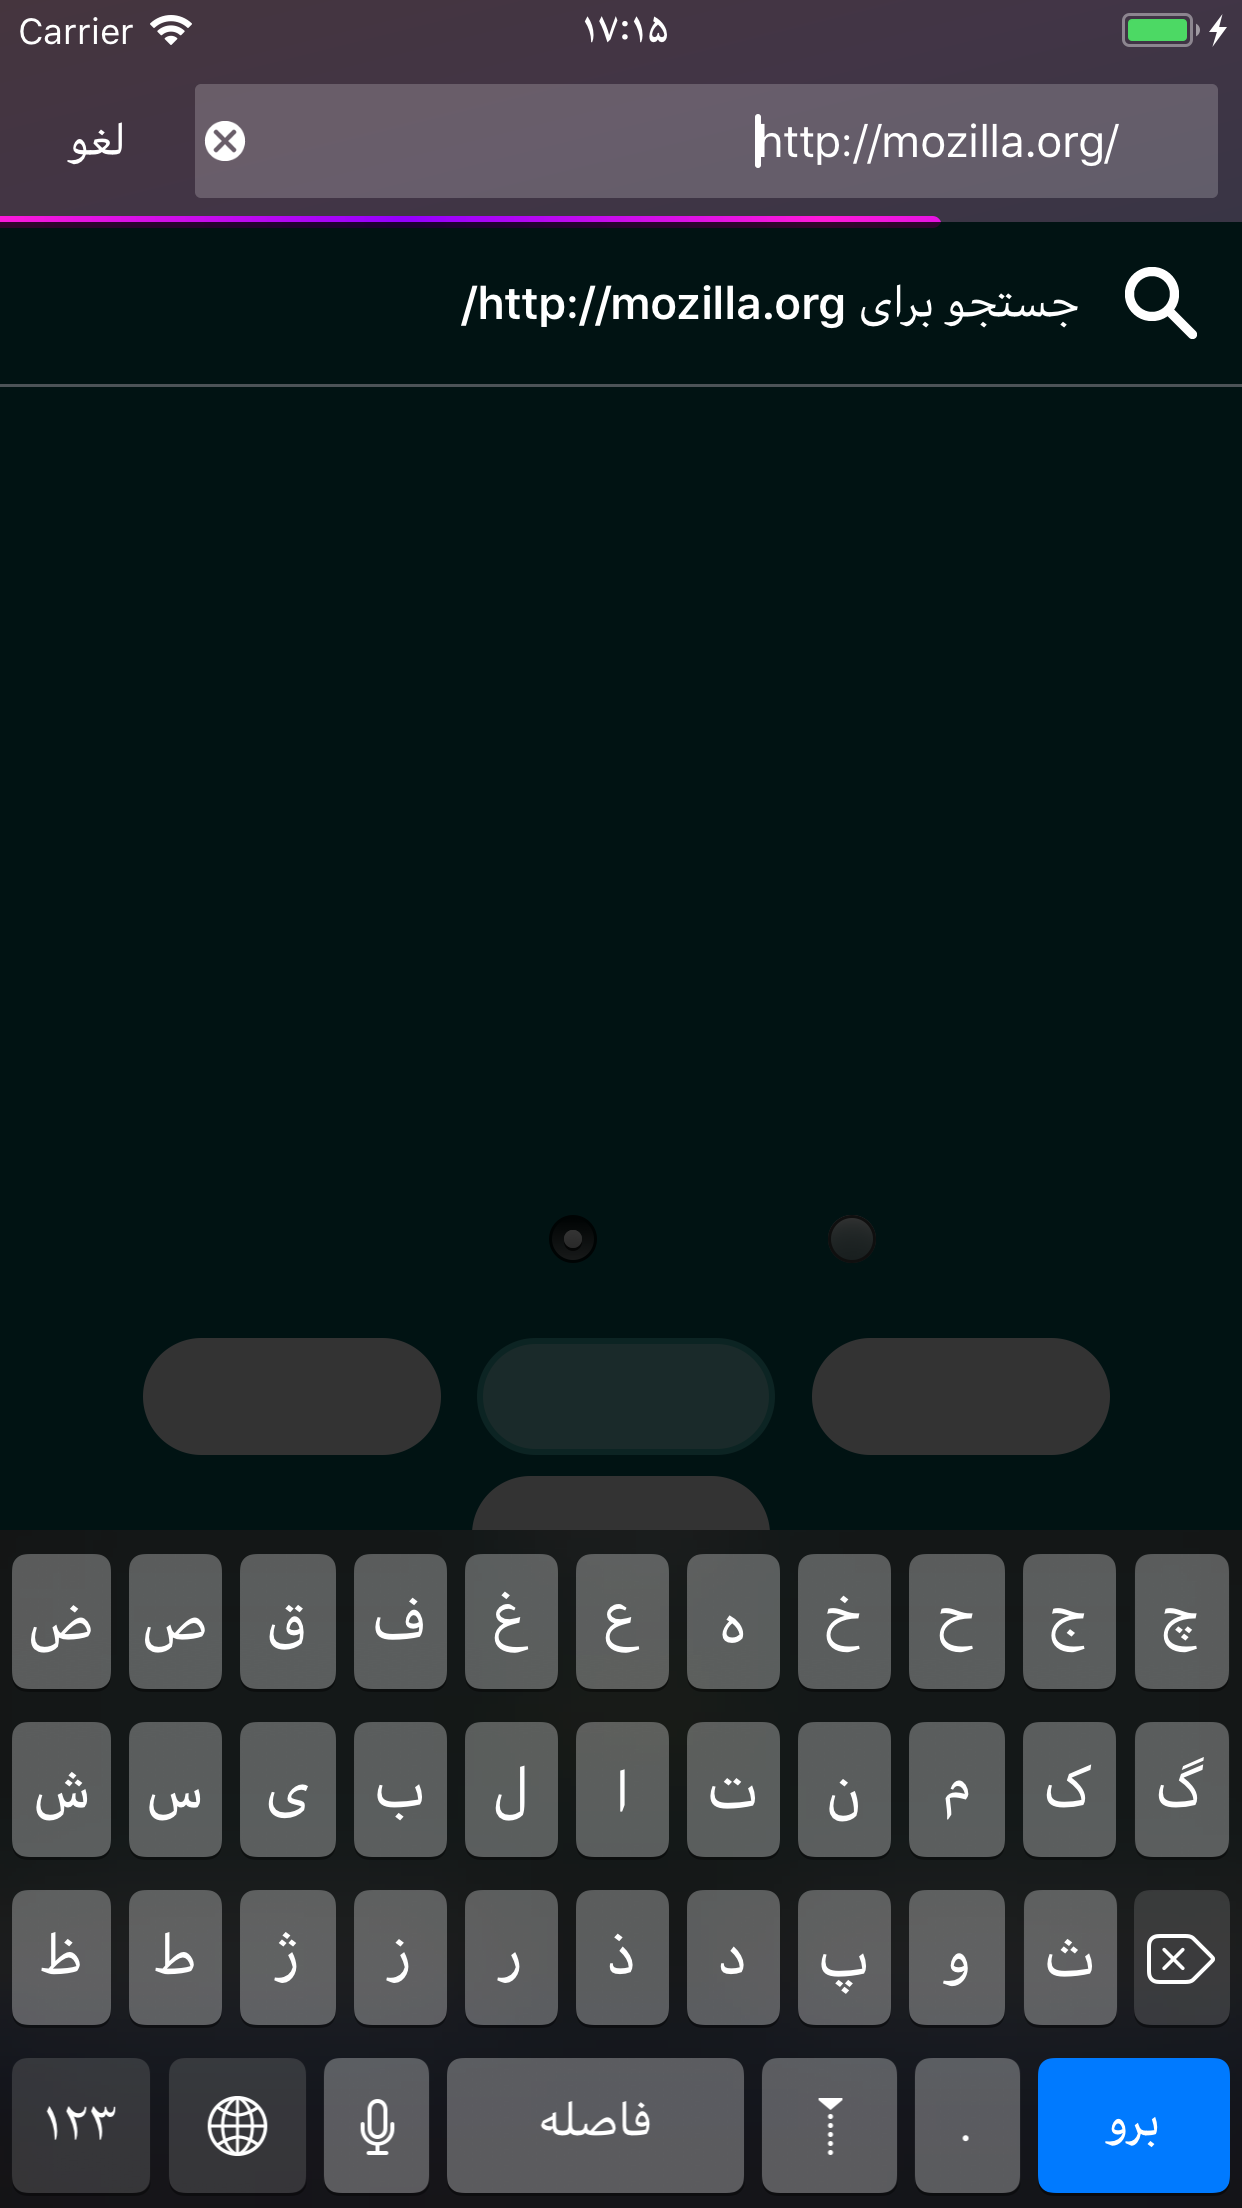 Carrier ۱۷:۱۵
http://mozilla.org/ لغو
جستجو برای http://mozilla.org/
ض ص ق ف غ ع ه خ ح ج چ
ش س ی ب ل ا ت ن م ک گ
ظ ط ژ ز ر ذ د پ و ث
۱۲۳ فاصله . برو